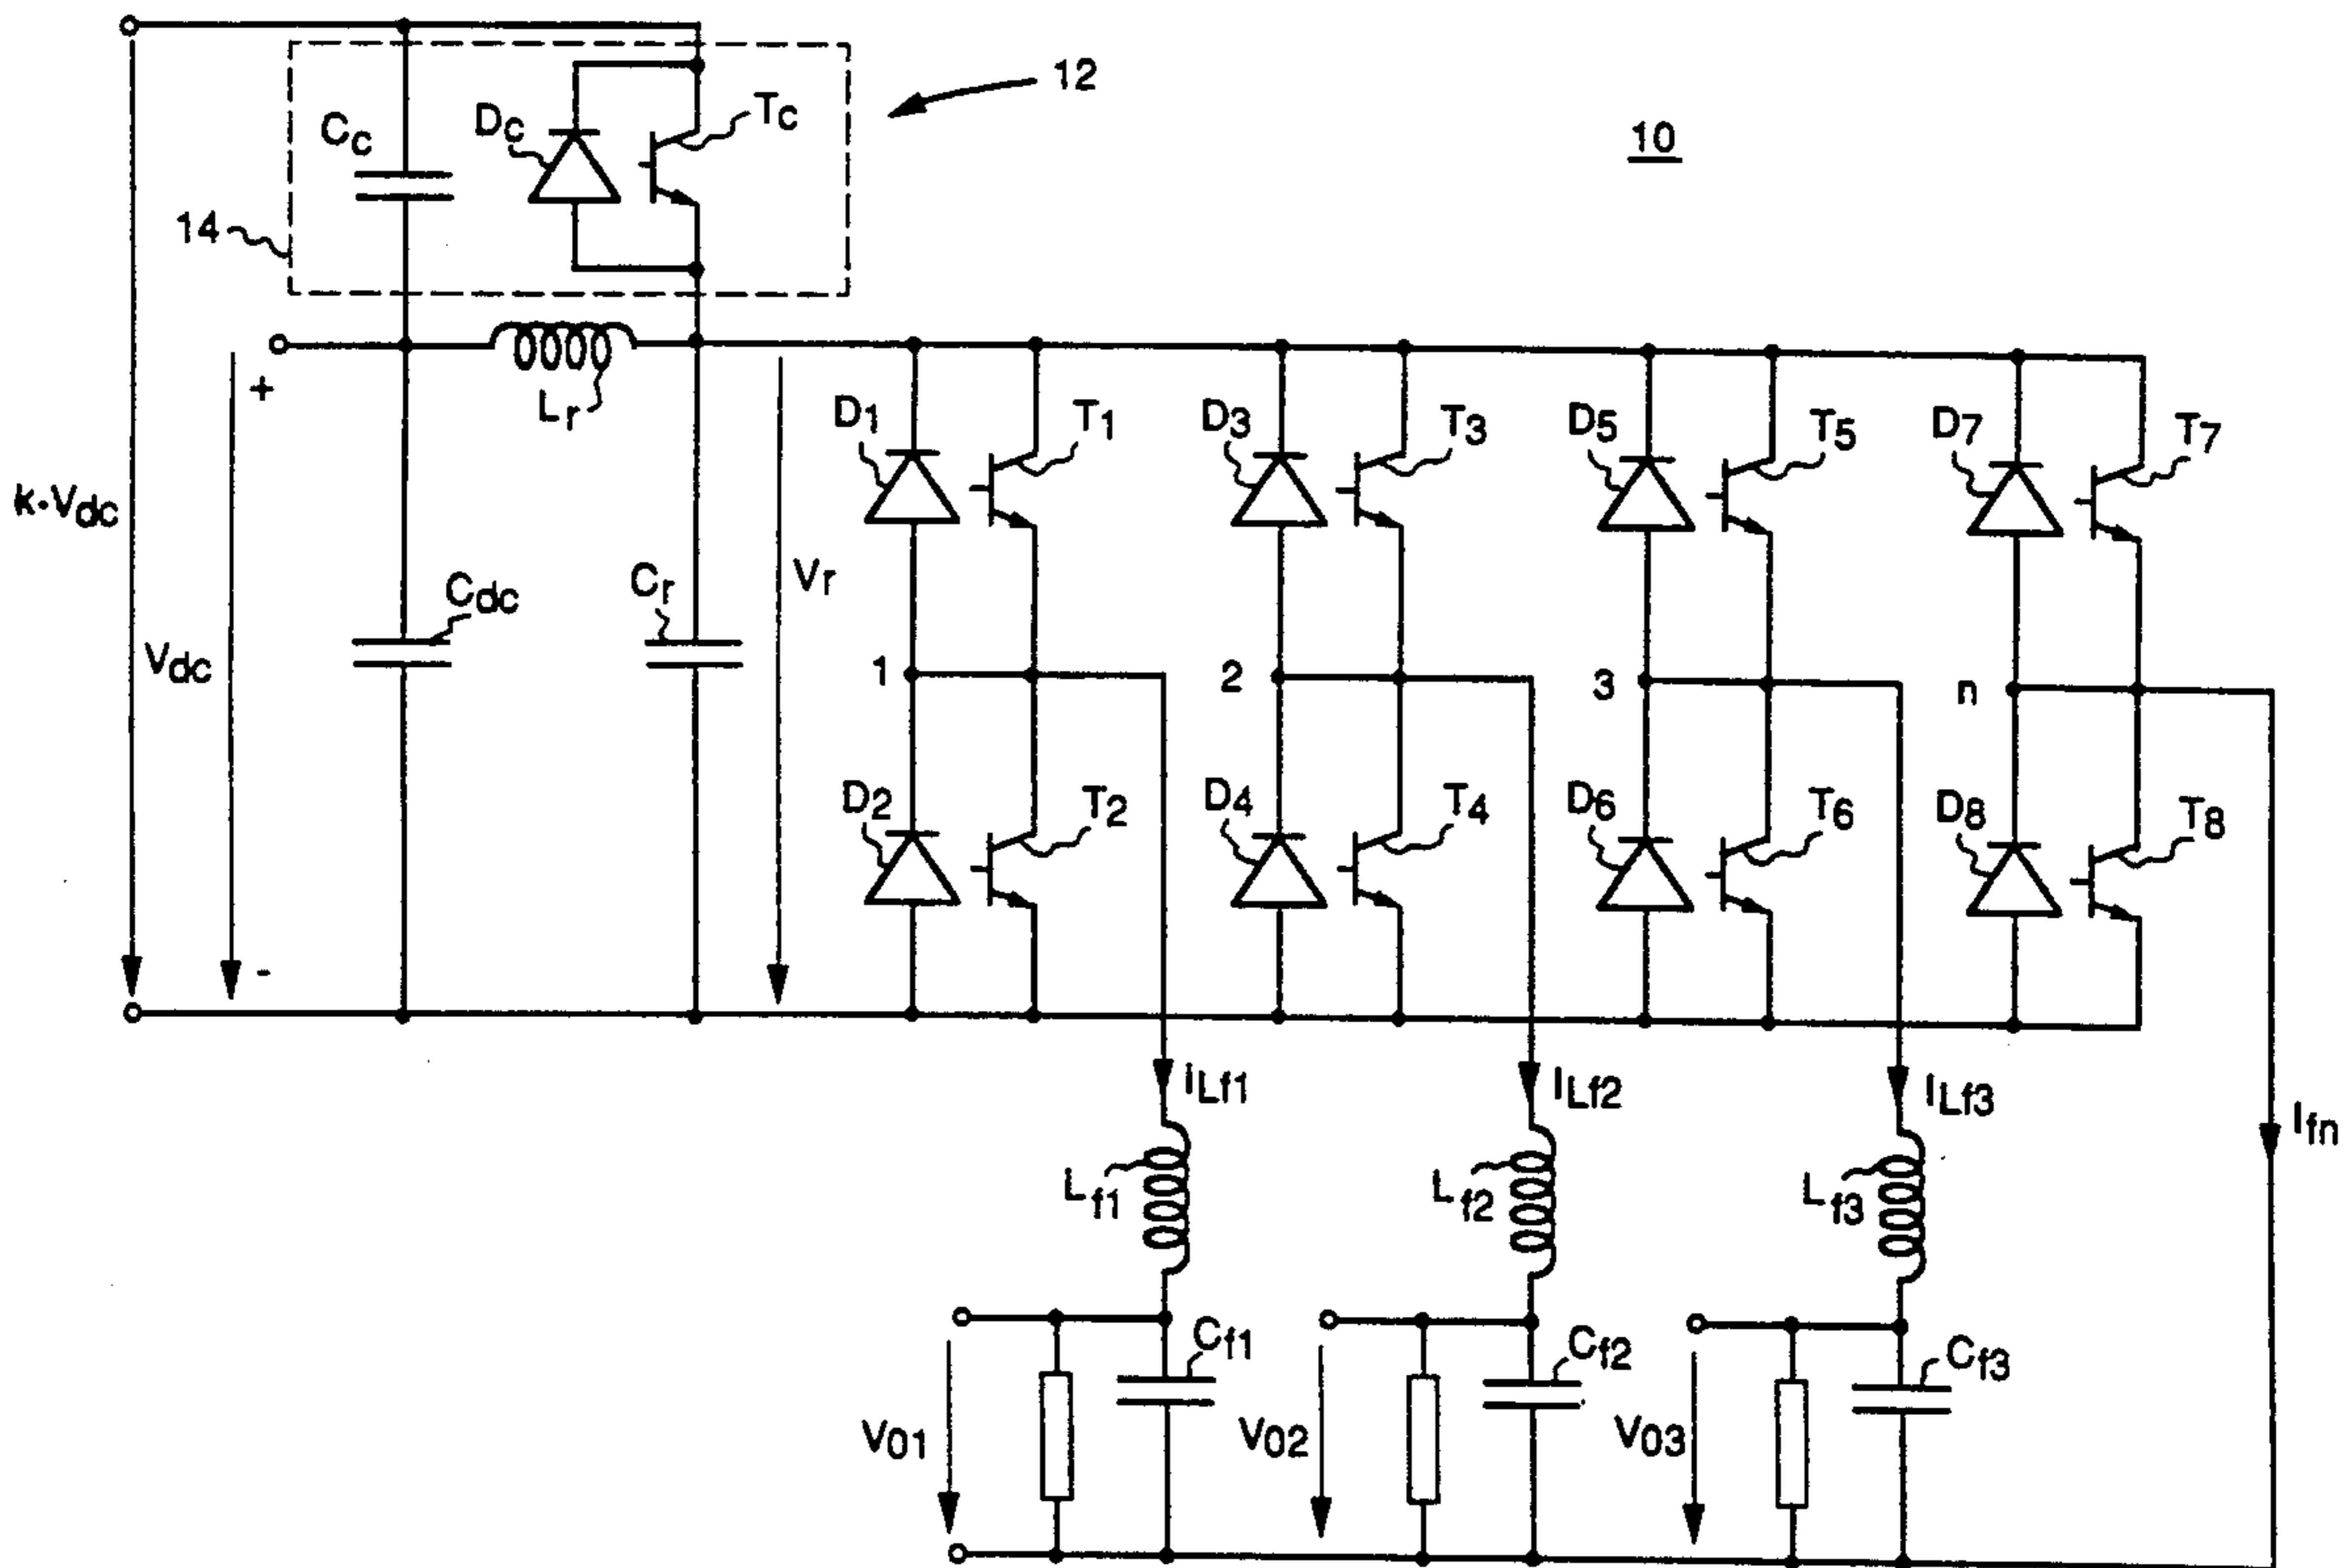 12
10
Cc
Dc
Tc
14
+
Lr
D1
T1
D3
T3
D5
T5
D7
T7
k·Vdc
Vdc
Cdc
Cr
Vr
1
2
3
n
D2
T2
D4
T4
D6
T6
D8
T8
-
iLf1
ILf2
ILf3
Ifn
Lf1
Lf2
Lf3
Cf1
Cf2
Cf3
V01
V02
V03